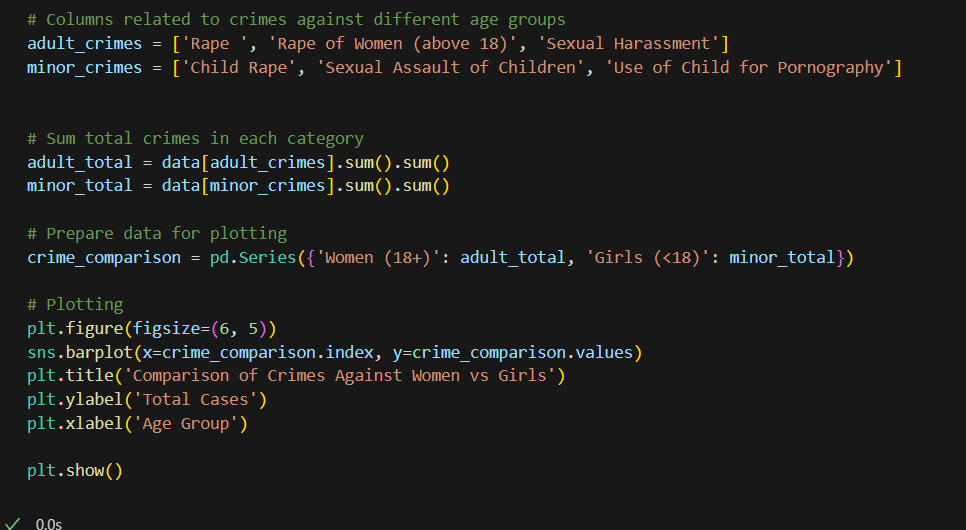 # Columns related to crimes against different age groups
adult_crimes = ['Rape ', 'Rape of Women (above 18)', 'Sexual Harassment']
minor_crimes = ['Child Rape', 'Sexual Assault of Children', 'Use of Child for Pornography']
# Sum total crimes in each category
adult_total = data[adult_crimes].sum().sum()
minor_total = data[minor_crimes].sum().sum()
# Prepare data for plotting
crime_comparison = pd.Series({'Women (18+)': adult_total, 'Girls (<18)': minor_total})
# Plotting
plt.figure(figsize=(6, 5))
sns.barplot(x=crime_comparison.index, y=crime_comparison.values)
plt.title('Comparison of Crimes Against Women vs Girls')
plt.ylabel('Total Cases')
plt.xlabel('Age Group')
plt.show()
0.0s